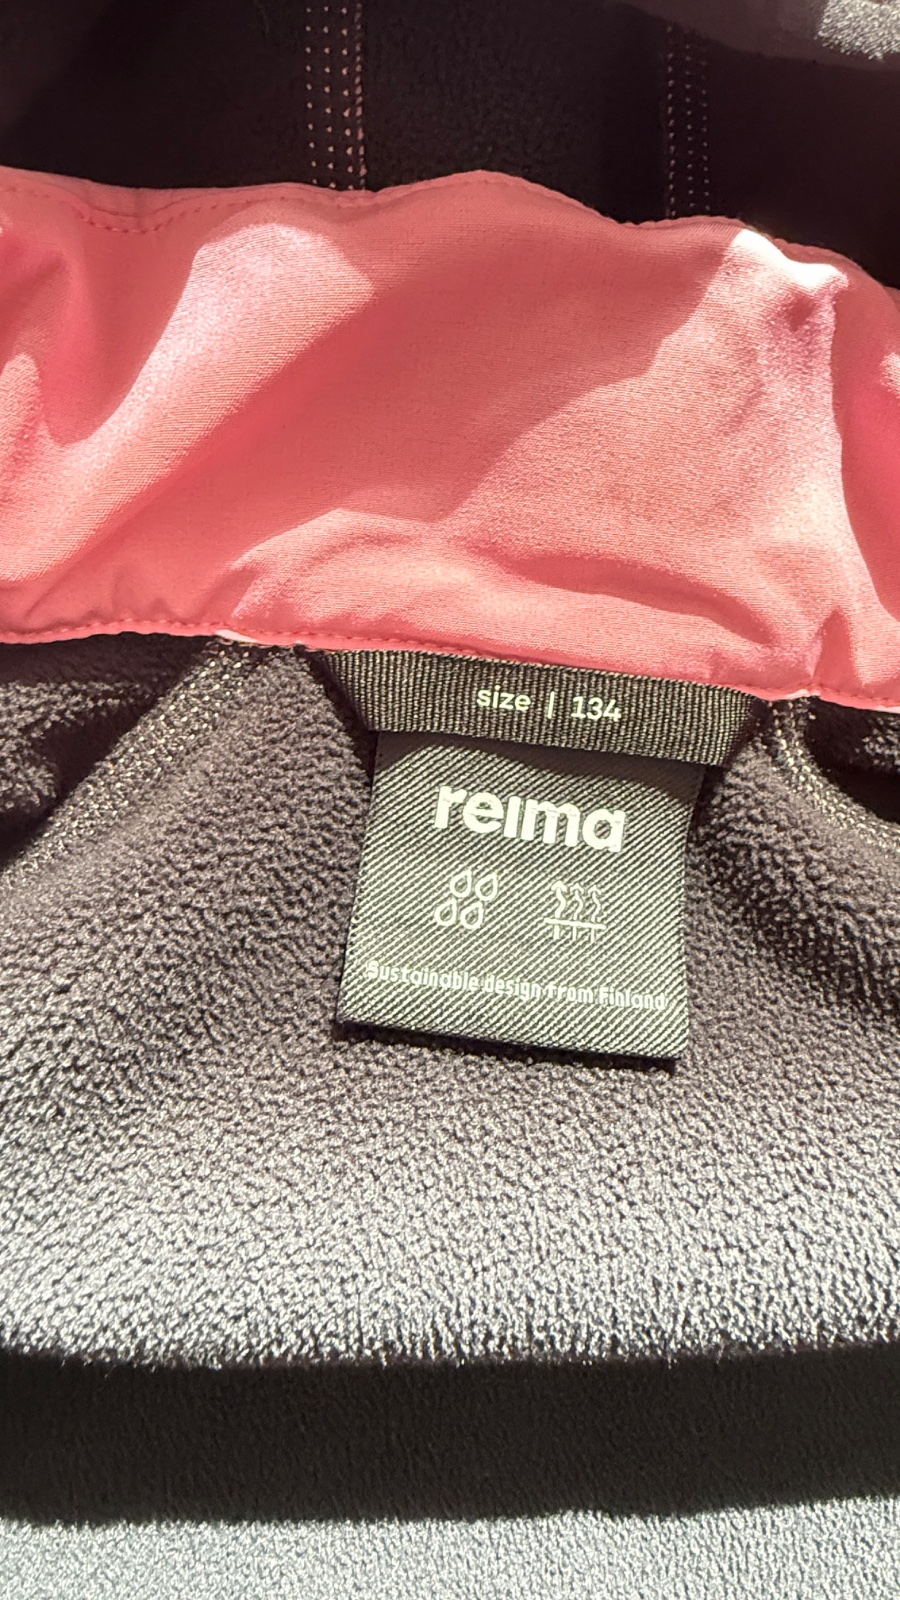 size | 134
reima
Sustainable design from Finland